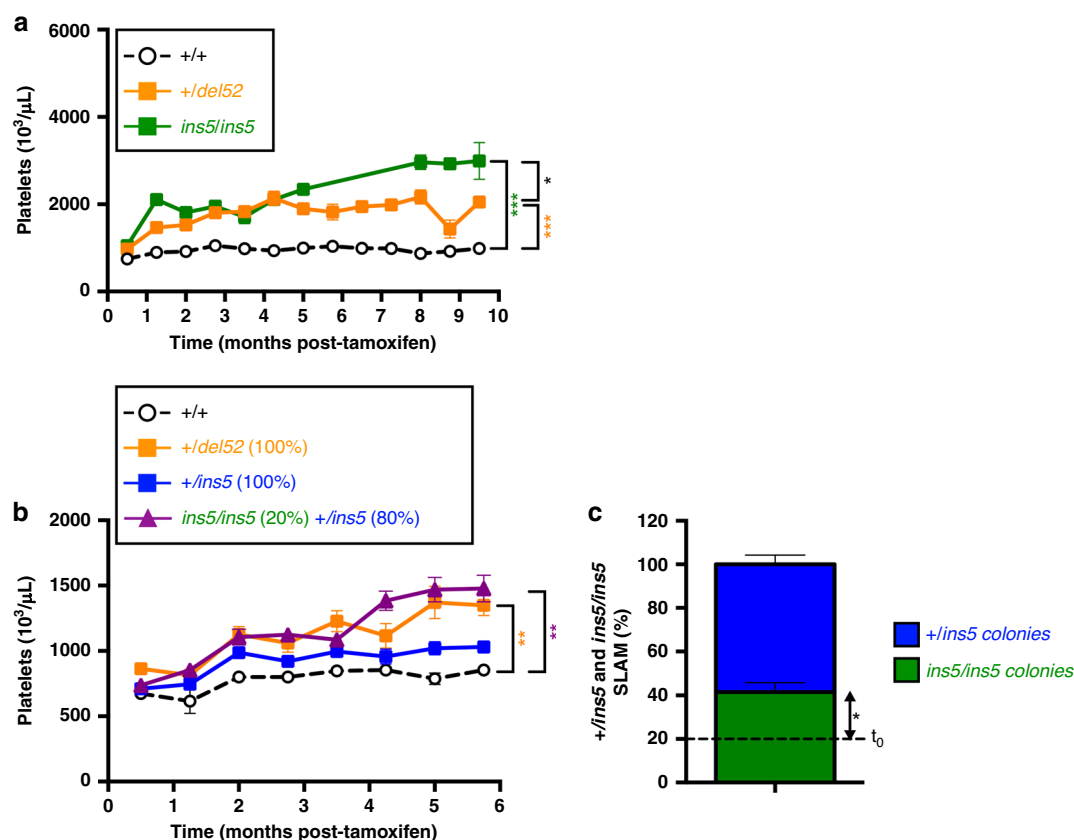 a
6000
4000
2000
0
Platelets (10³/µL)
+/+
+/del52
ins5/ins5
***
*
***
0 1 2 3 4 5 6 7 8 9 10
Time (months post-tamoxifen)
b
+/+
+/del52 (100%)
+/ins5 (100%)
ins5/ins5 (20%) +/ins5 (80%)
2000
1500
1000
500
0
Platelets (10³/µL)
**
**
0 1 2 3 4 5 6
Time (months post-tamoxifen)
c
120
100
80
60
40
20
0
+/ins5 and ins5/ins5
SLAM (%)
*
t₀
+/ins5 colonies
ins5/ins5 colonies